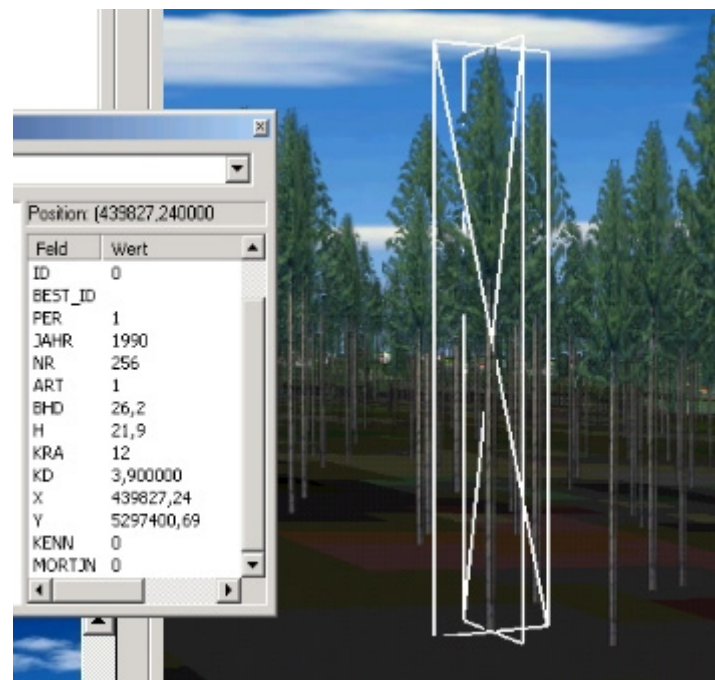 Position: (439827,240000
Feld Wert
ID 0
BEST_ID
PER 1
JAHR 1990
NR 256
ART 1
BHD 26,2
H 21,9
KRA 12
KD 3,900000
X 439827,24
Y 5297400,69
KENN 0
MORTJN 0